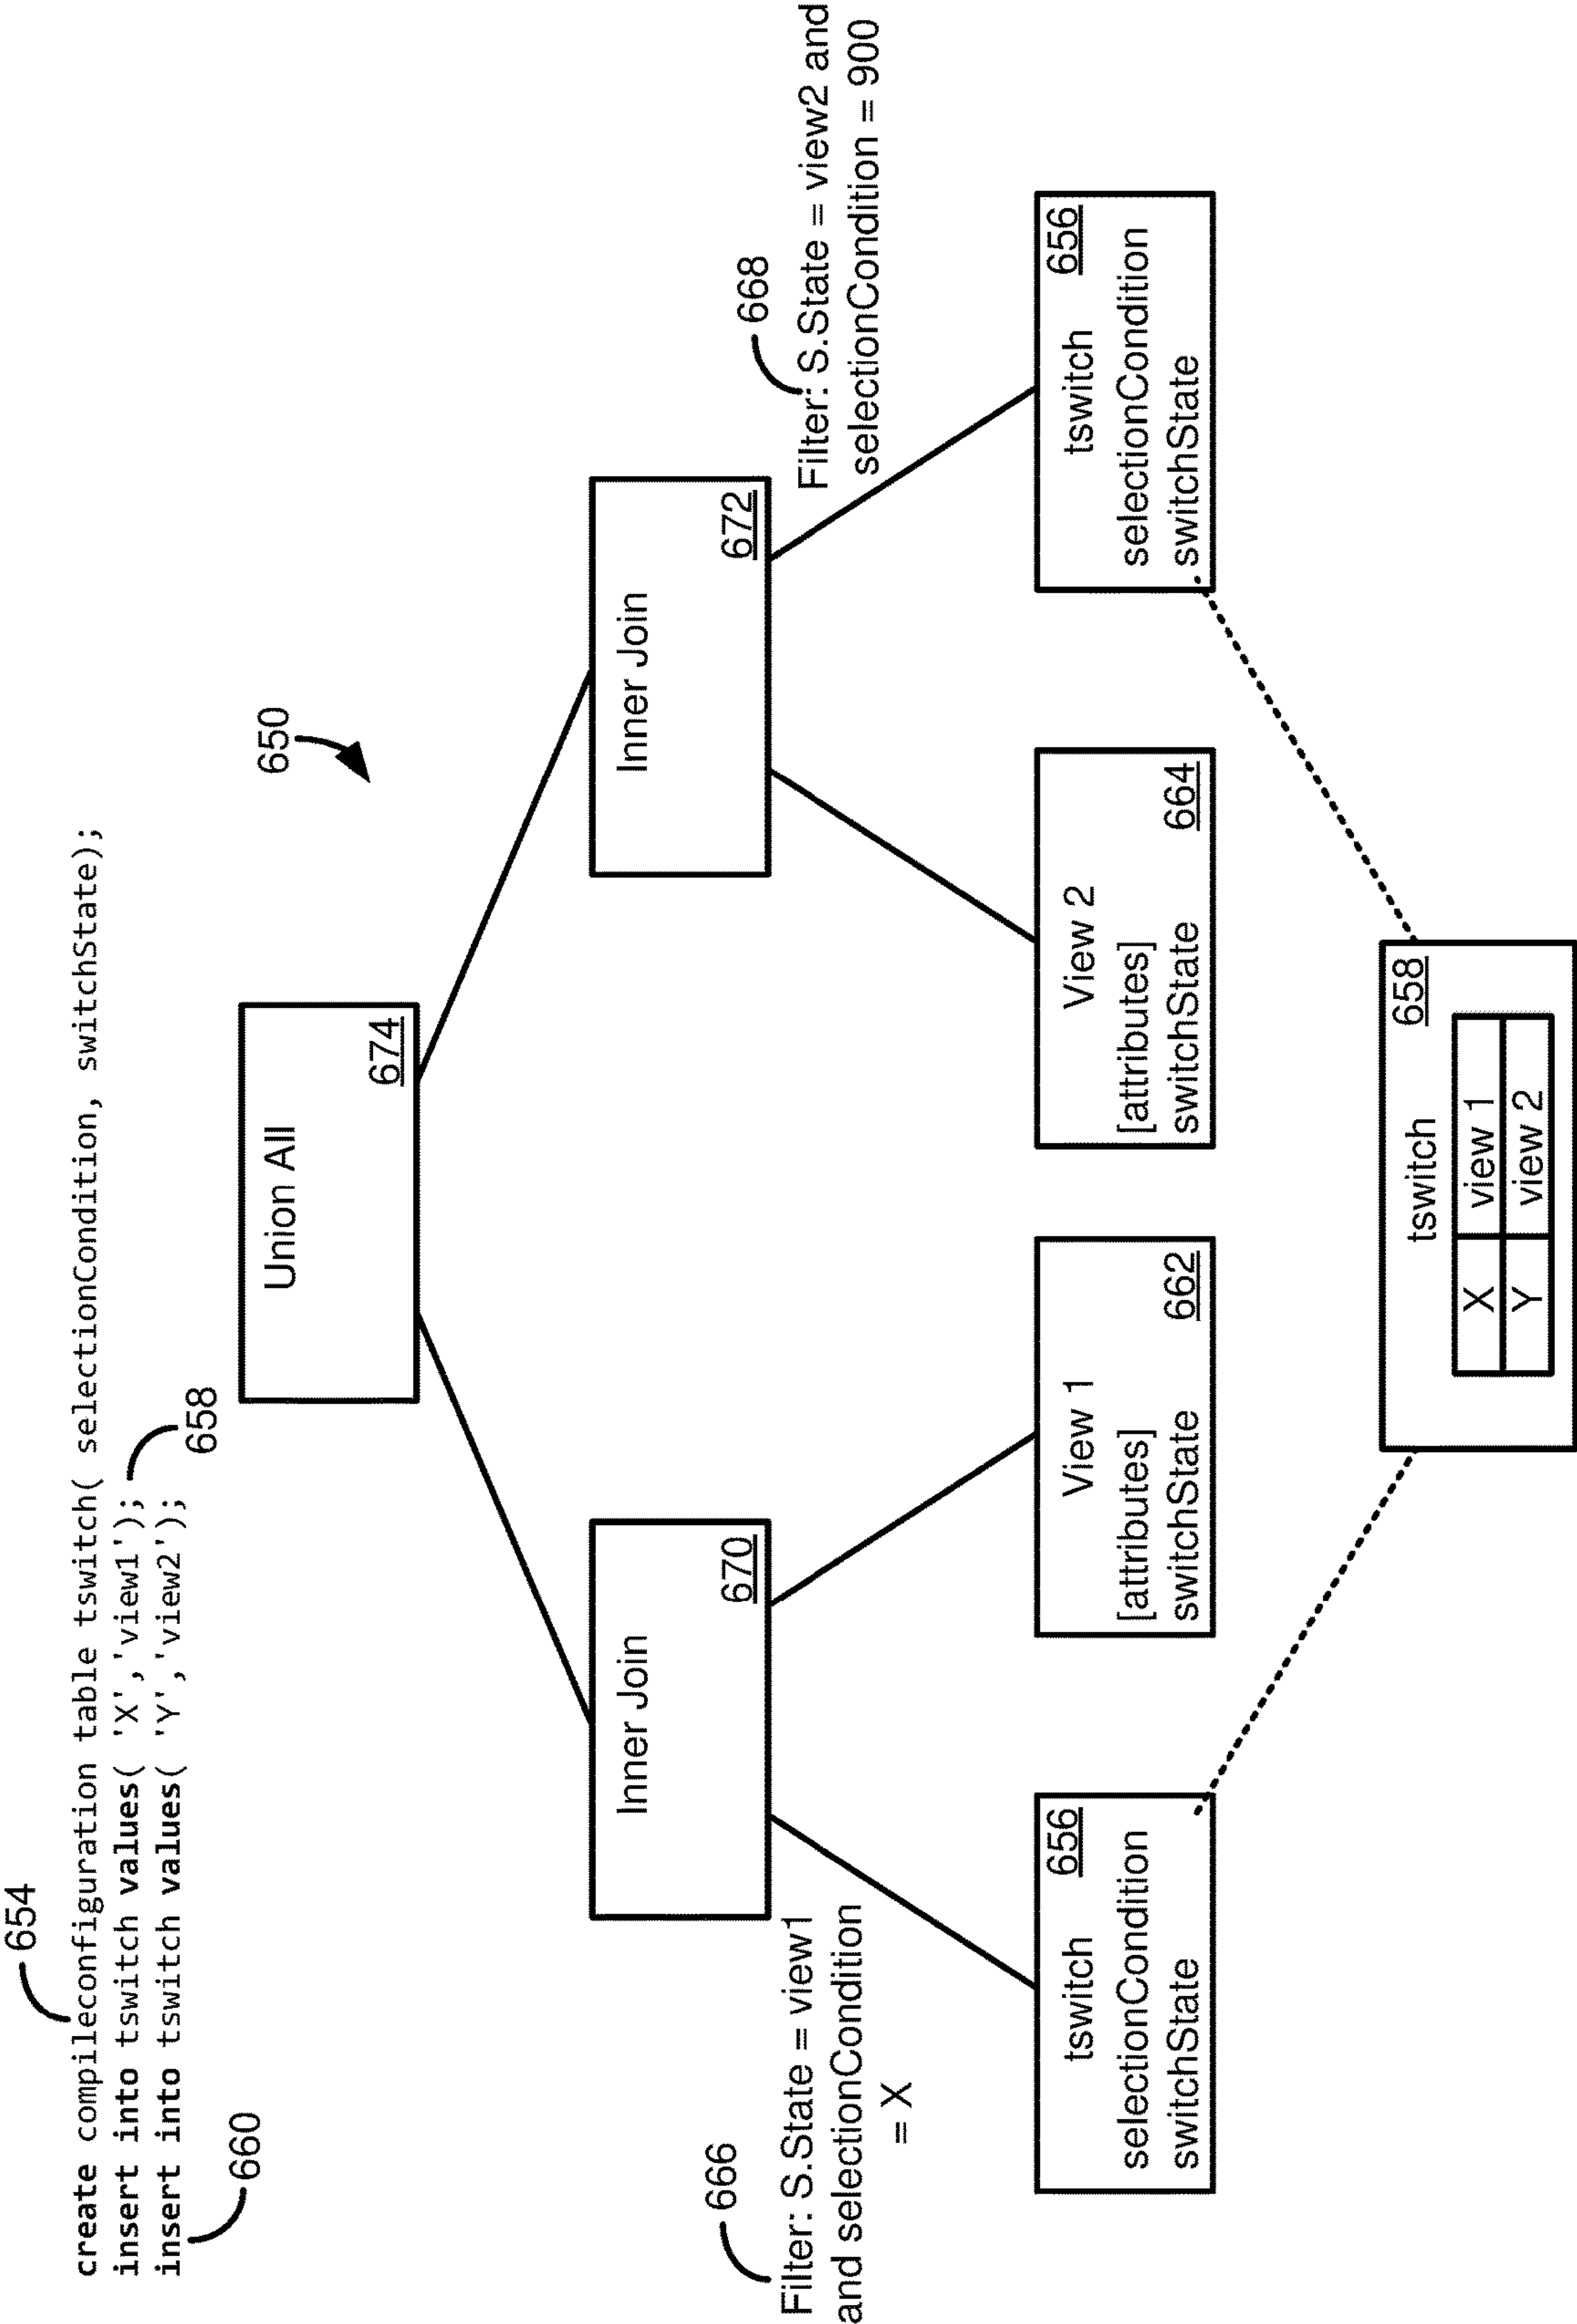 654
create compileconfiguration table tswitch( selectionCondition, switchState);
insert into tswitch values( 'X','view1');
658
insert into tswitch values( 'Y','view2');
660
650
Union All
674
Inner Join
670
Inner Join
672
666
Filter: S.State = view1
and selectionCondition
= X
668
Filter: S.State = view2 and
selectionCondition = 900
656
tswitch
selectionCondition
switchState
View 1
[attributes]
switchState
662
View 2
[attributes]
switchState
664
656
tswitch
selectionCondition
switchState
658
tswitch
X view 1
Y view 2